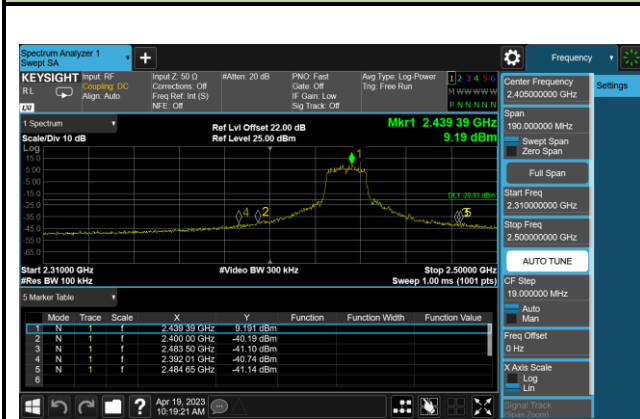 Spectrum Analyzer 1
Swept SA
+
Frequency
KEYSIGHT
RL
LXI
Input: RF
Coupling: DC
Align: Auto
Input Z: 50 Ω
Corrections: Off
Freq Ref: Int (S)
NFE: Off
#Atten: 20 dB
PNO: Fast
Gate: Off
IF Gain: Low
Sig Track: Off
Avg Type: Log-Power
Trig: Free Run
1 2 3 4 5 6
M W W W W W
P N N N N N
Center Frequency
2.405000000 GHz
Settings
Span
190.000000 MHz
Swept Span
Zero Span
Full Span
Start Freq
2.310000000 GHz
Stop Freq
2.500000000 GHz
AUTO TUNE
CF Step
19.000000 MHz
Auto
Man
Freq Offset
0 Hz
X Axis Scale
Log
Lin
Signal Track
(Span Zoom)
1 Spectrum
Scale/Div 10 dB
Log
Ref Lvl Offset 22.00 dB
Ref Level 25.00 dBm
Mkr1 2.439 39 GHz
9.19 dBm
15.0
5.00
-5.00
-15.0
-25.0
-35.0
-45.0
-55.0
-65.0
1
DL1 -20.81 dBm
4 2
Start 2.31000 GHz
#Res BW 100 kHz
#Video BW 300 kHz
Stop 2.50000 GHz
Sweep 1.00 ms (1001 pts)
5 Marker Table
Mode Trace Scale X Y Function Function Width Function Value
1 N 1 f 2.439 39 GHz 9.191 dBm
2 N 1 f 2.400 00 GHz -40.19 dBm
3 N 1 f 2.483 50 GHz -41.10 dBm
4 N 1 f 2.392 01 GHz -40.74 dBm
5 N 1 f 2.484 65 GHz -41.14 dBm
6
?
Apr 19, 2023
10:19:21 AM